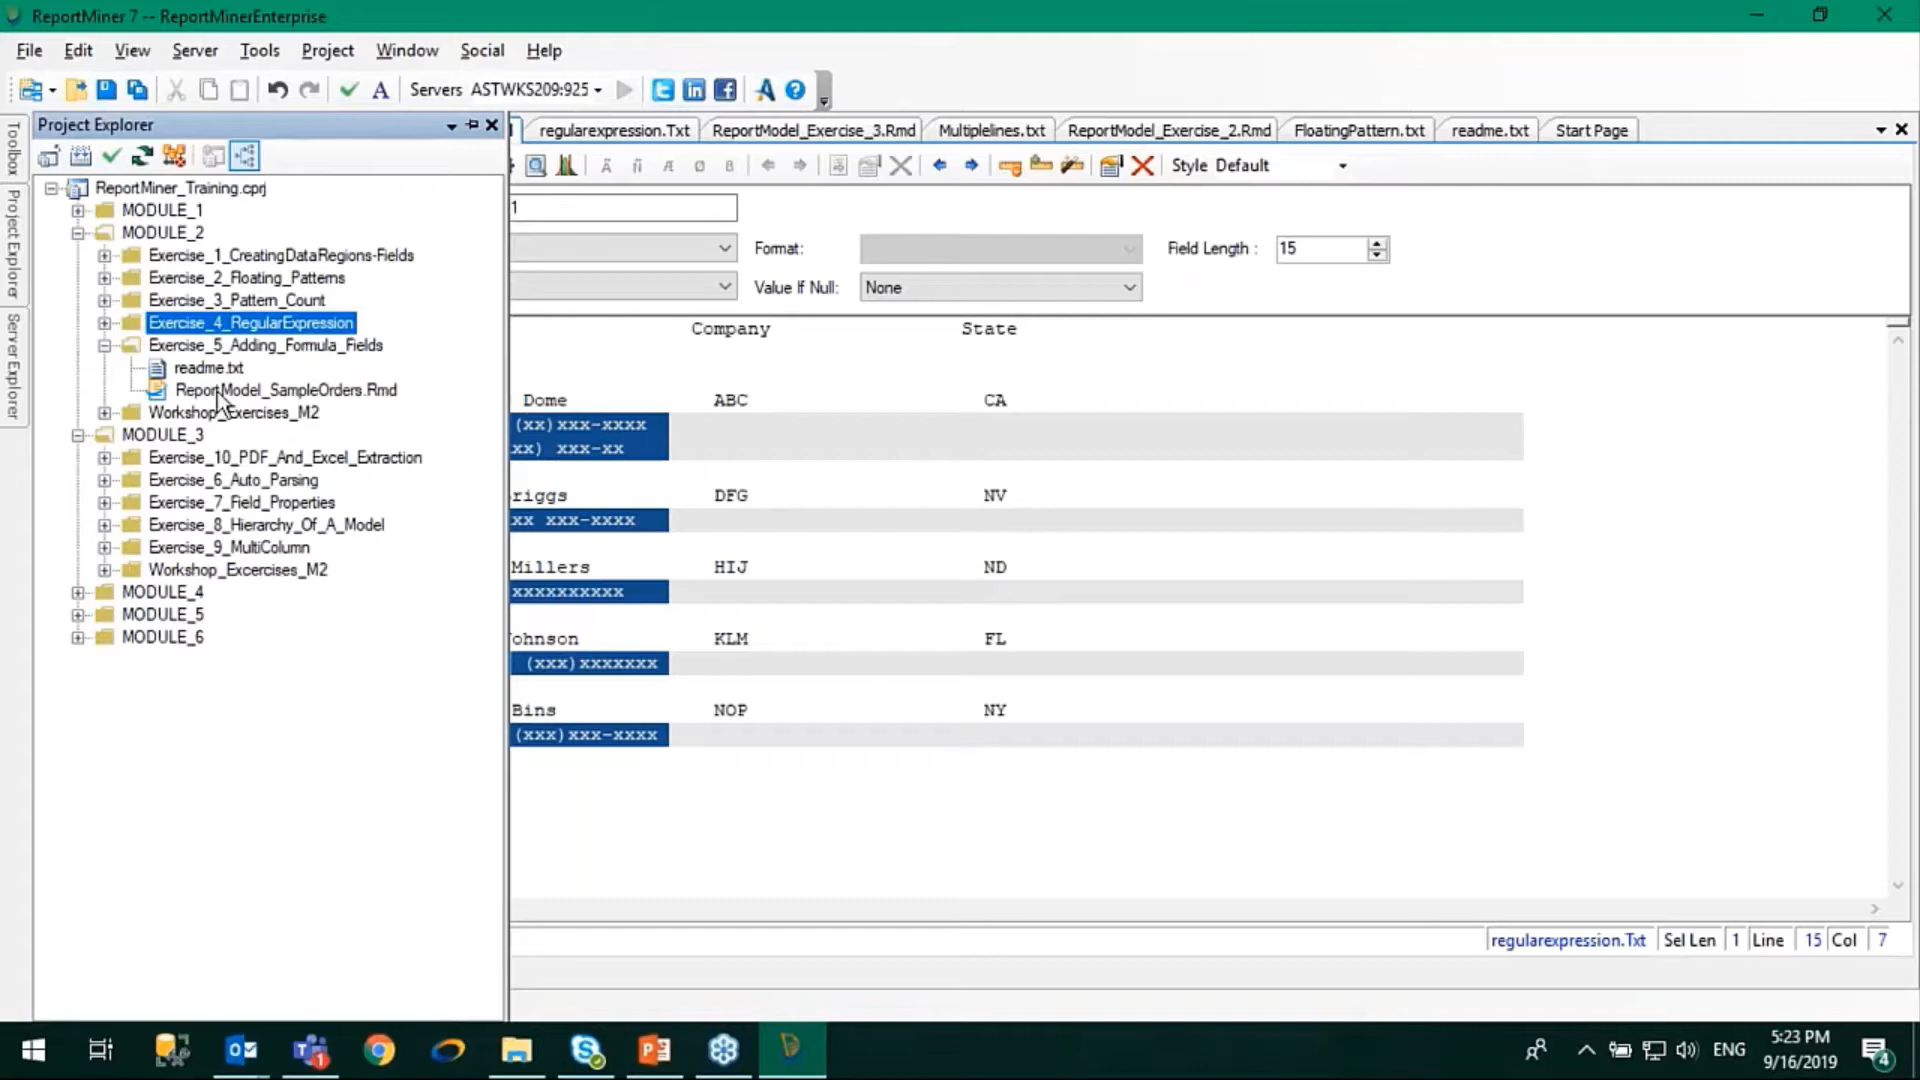 ReportMiner 7 -- ReportMinerEnterprise
File Edit View Server Tools Project Window Social Help
Servers ASTWKS209:925
Toolbox
Project Explorer
Server Explorer
Project Explorer
ReportMiner_Training.cprj
MODULE_1
MODULE_2
Exercise_1_CreatingDataRegions-Fields
Exercise_2_Floating_Patterns
Exercise_3_Pattern_Count
Exercise_4_RegularExpression
Exercise_5_Adding_Formula_Fields
readme.txt
ReportModel_SampleOrders.Rmd
Workshop_Exercises_M2
MODULE_3
Exercise_10_PDF_And_Excel_Extraction
Exercise_6_Auto_Parsing
Exercise_7_Field_Properties
Exercise_8_Hierarchy_Of_A_Model
Exercise_9_MultiColumn
Workshop_Excercises_M2
MODULE_4
MODULE_5
MODULE_6
regularexpression.Txt ReportModel_Exercise_3.Rmd Multiplelines.txt ReportModel_Exercise_2.Rmd FloatingPattern.txt readme.txt Start Page
Style Default
1
Format: Field Length : 15
Value If Null: None
Company State
Dome ABC CA
(xx)xxx-xxxx
xx) xxx-xx
riggs DFG NV
xx xxx-xxxx
Millers HIJ ND
xxxxxxxxxx
ohnson KLM FL
(xxx)xxxxxxx
Bins NOP NY
(xxx)xxx-xxxx
regularexpression.Txt Sel Len 1 Line 15 Col 7
ENG
5:23 PM
9/16/2019
4